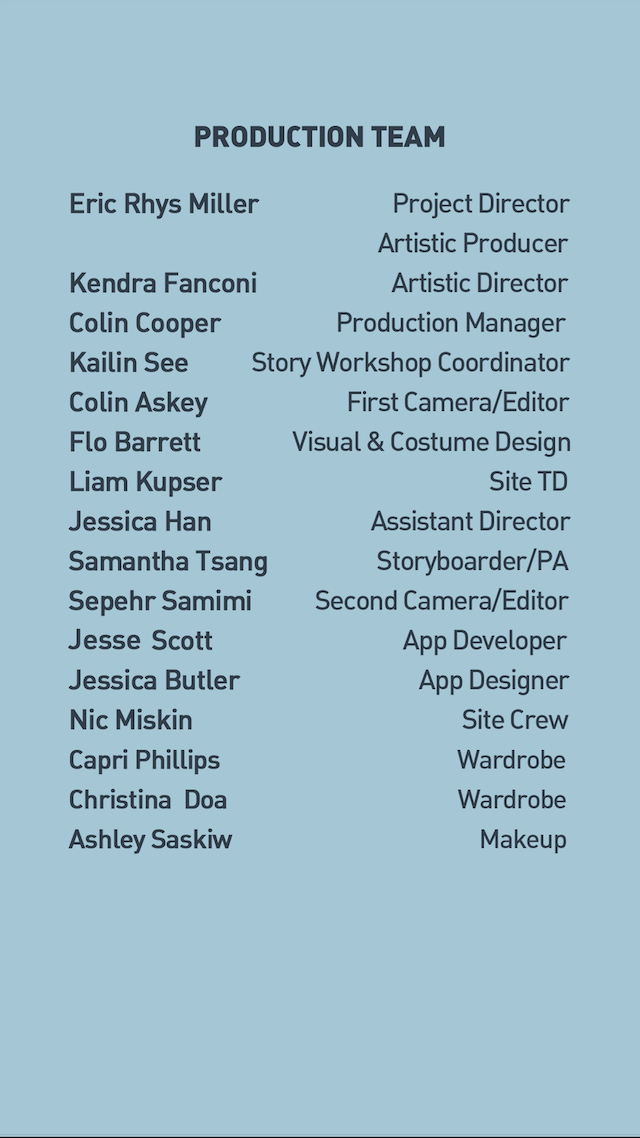 PRODUCTION TEAM
Eric Rhys Miller Project Director
Artistic Producer
Kendra Fanconi Artistic Director
Colin Cooper Production Manager
Kailin See Story Workshop Coordinator
Colin Askey First Camera/Editor
Flo Barrett Visual & Costume Design
Liam Kupser Site TD
Jessica Han Assistant Director
Samantha Tsang Storyboarder/PA
Sepehr Samimi Second Camera/Editor
Jesse Scott App Developer
Jessica Butler App Designer
Nic Miskin Site Crew
Capri Phillips Wardrobe
Christina Doa Wardrobe
Ashley Saskiw Makeup